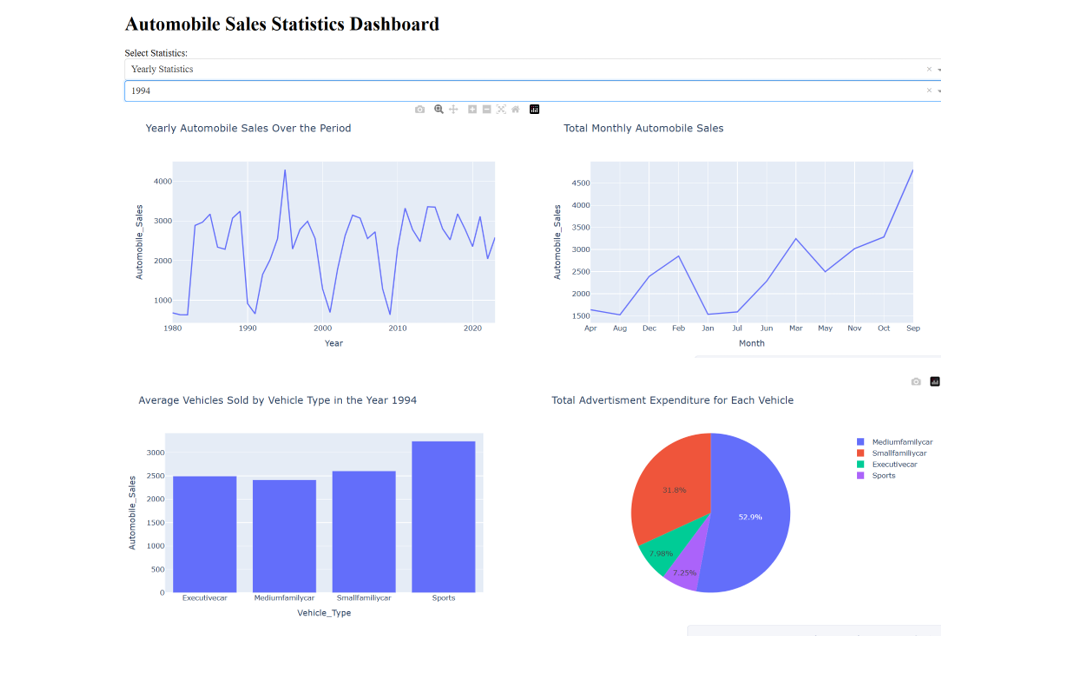 Automobile Sales Statistics Dashboard
Select Statistics:
Yearly Statistics
1994
Yearly Automobile Sales Over the Period
4000
3000
2000
1000
Automobile_Sales
1980 1990 2000 2010 2020
Year
Total Monthly Automobile Sales
4500
4000
3500
3000
2500
2000
1500
Automobile_Sales
Apr Aug Dec Feb Jan Jul Jun Mar May Nov Oct Sep
Month
Average Vehicles Sold by Vehicle Type in the Year 1994
3000
2500
2000
1500
1000
500
0
Automobile_Sales
Executivecar Mediumfamilycar Smallfamiliycar Sports
Vehicle_Type
Total Advertisment Expenditure for Each Vehicle
31.8%
52.9%
7.98%
7.35%
Mediumfamilycar
Smallfamiliycar
Executivecar
Sports